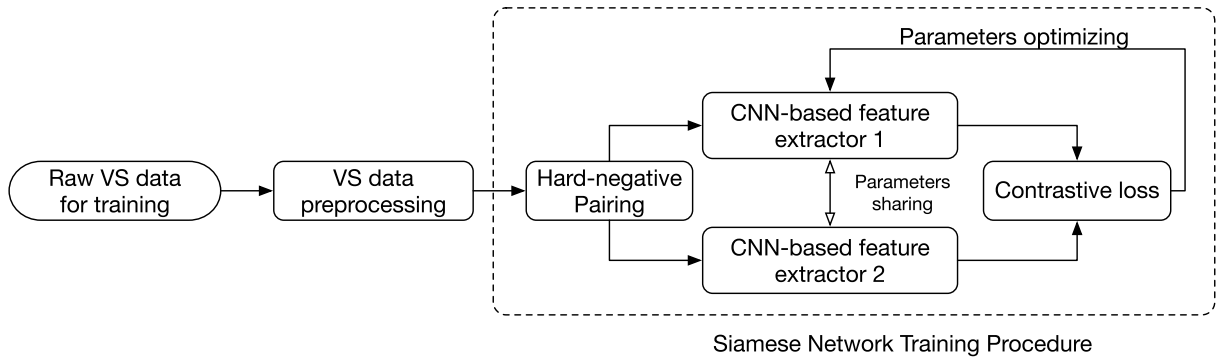 Parameters optimizing
CNN-based feature
extractor 1
Raw VS data
for training
VS data
preprocessing
Hard-negative
Pairing
Parameters
sharing
Contrastive loss
CNN-based feature
extractor 2
Siamese Network Training Procedure